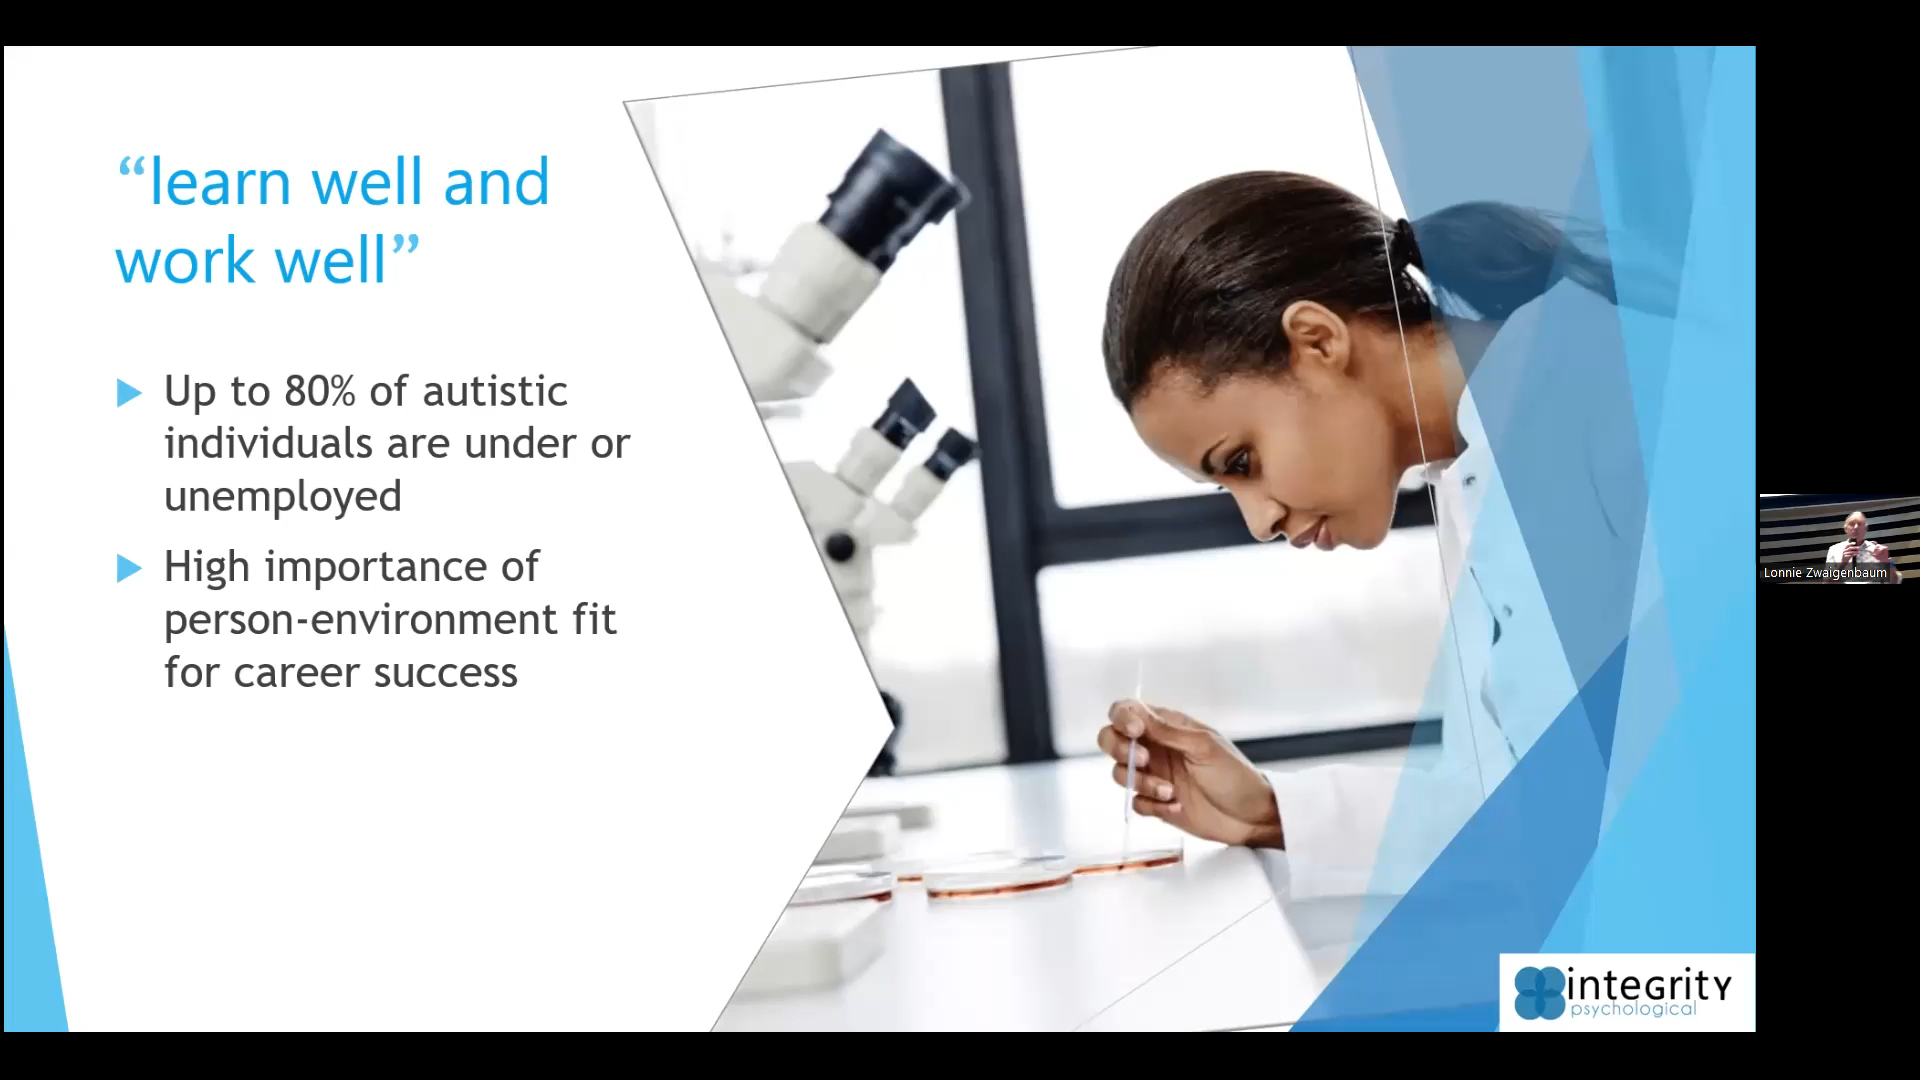 “learn well and
work well”
Up to 80% of autistic
individuals are under or
unemployed
High importance of
person-environment fit
for career success
Lonnie Zwaigenbaum
integrity
psychological